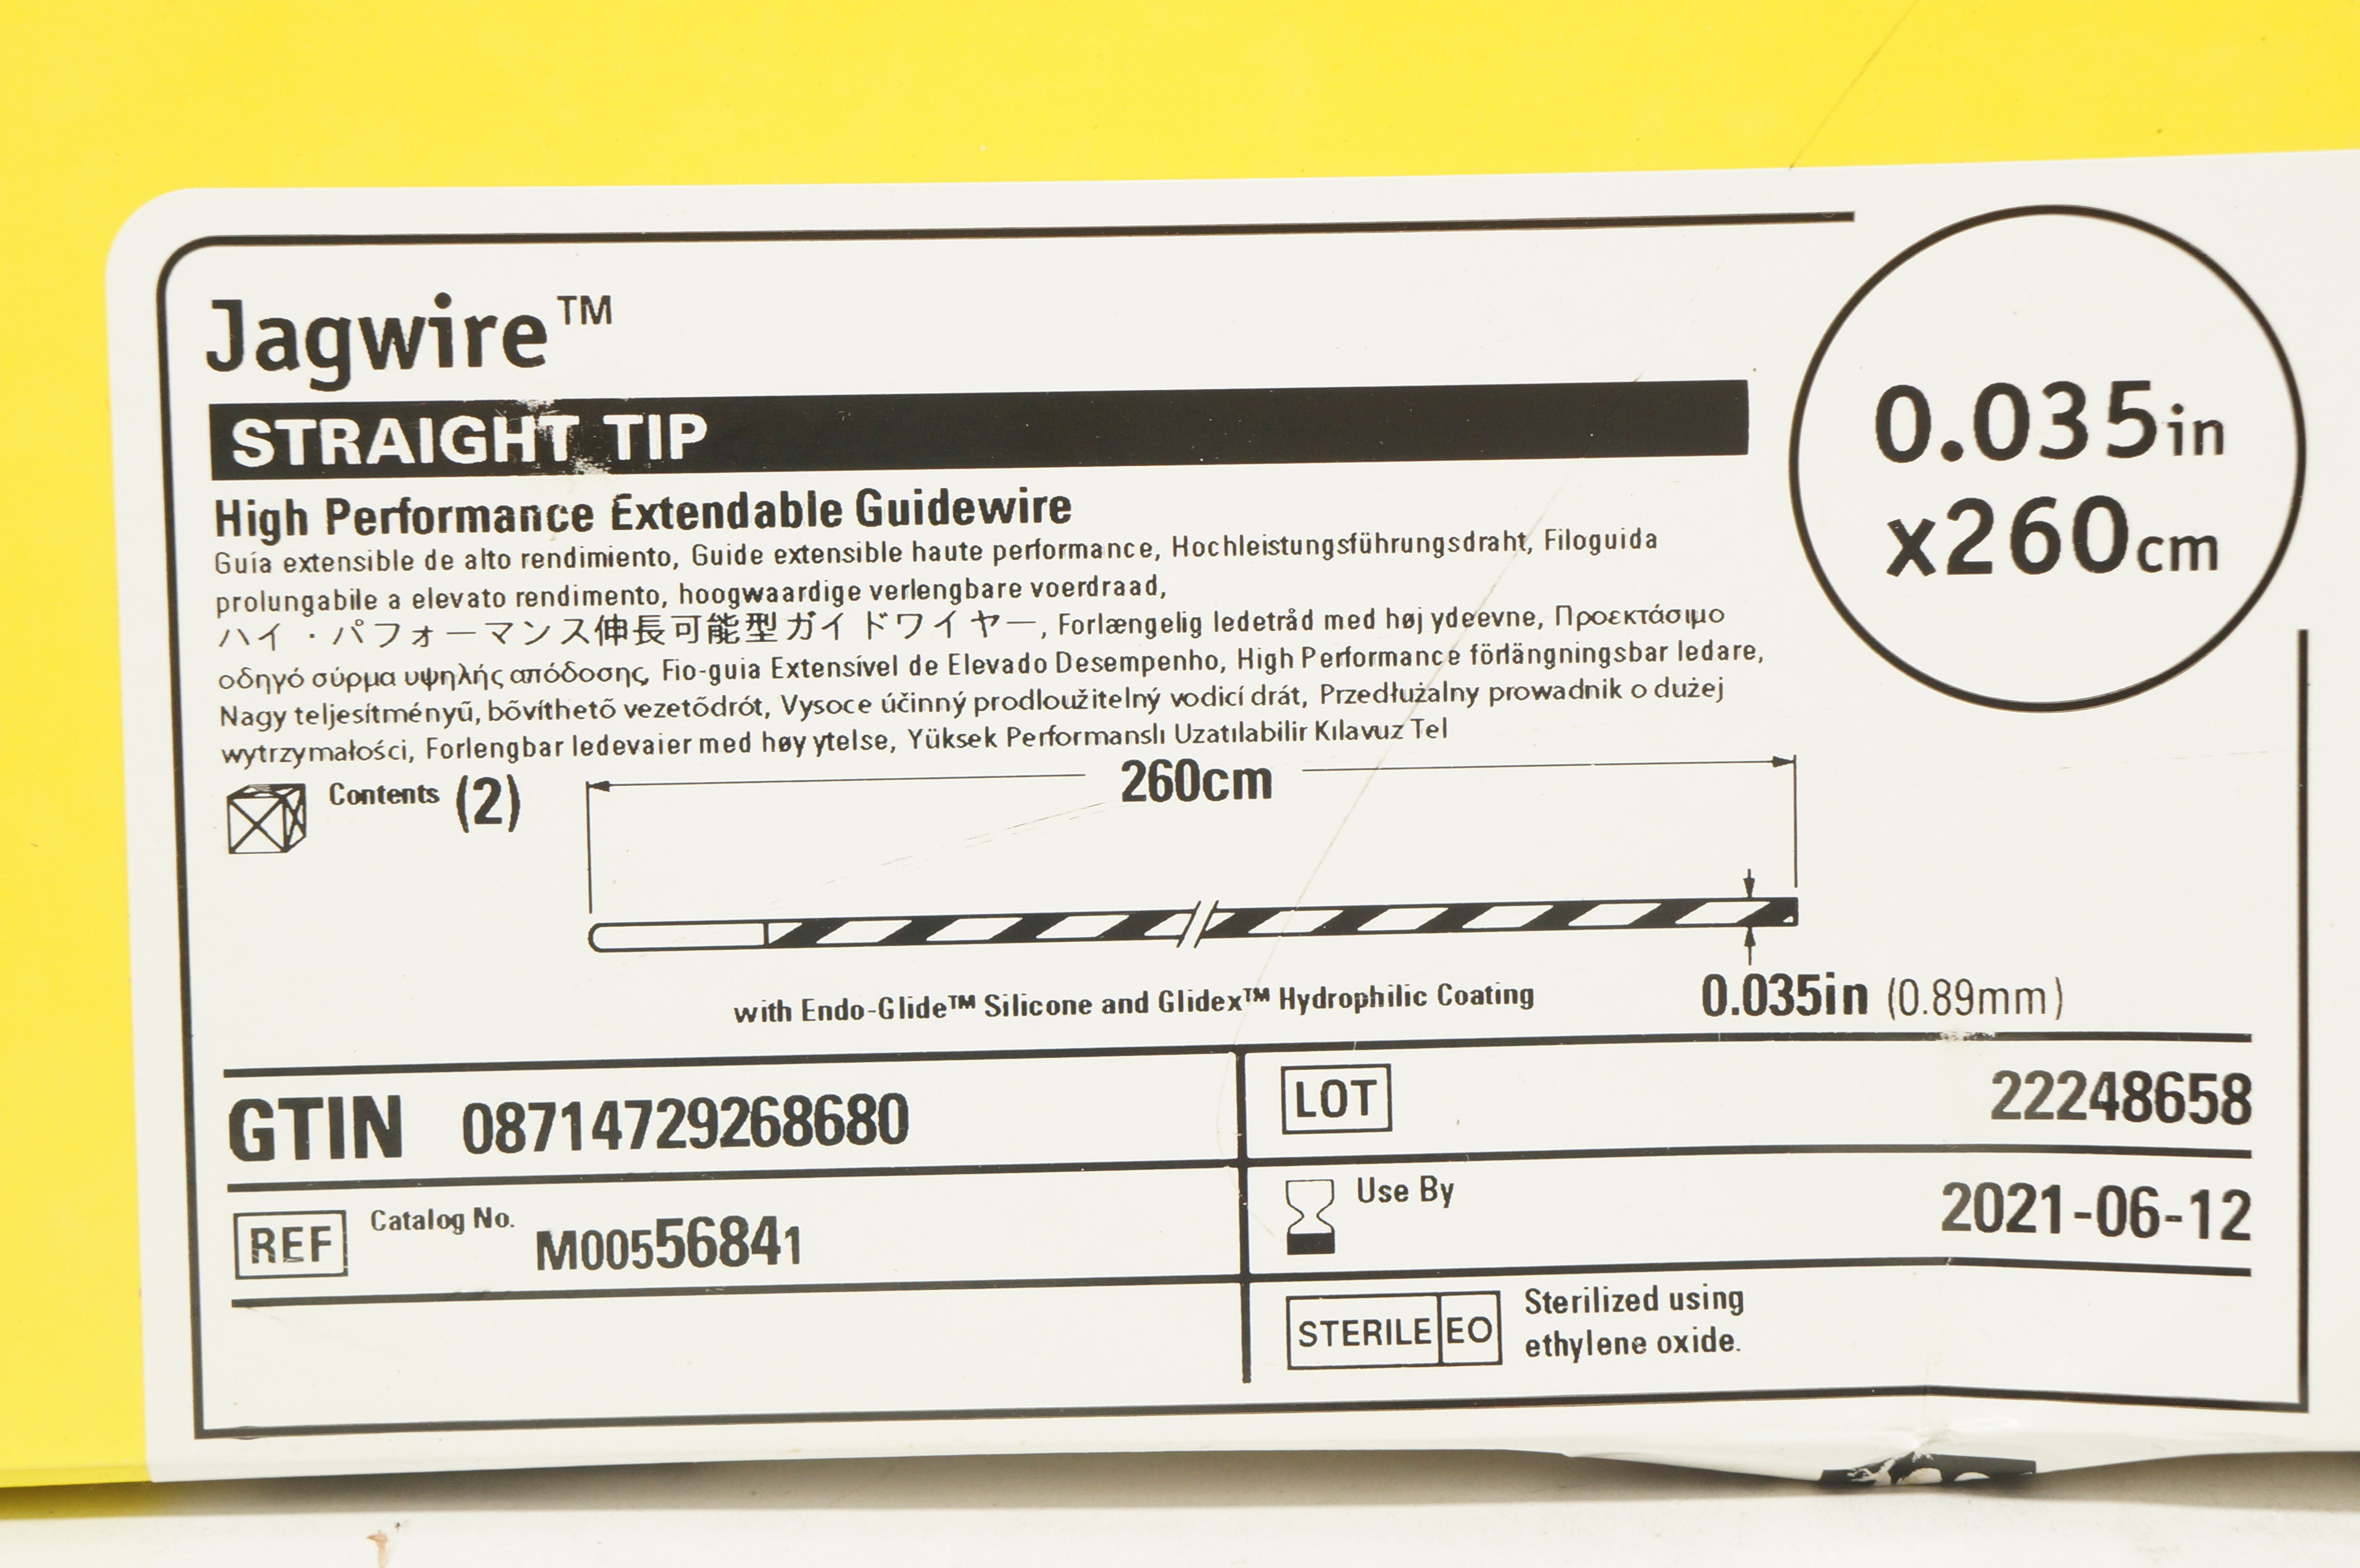 Jagwire™
STRAIGHT TIP
0.035in
x260cm
High Performance Extendable Guidewire
Guía extensible de alto rendimiento, Guide extensible haute performance, Hochleistungsführungsdraht, Filoguida
prolungabile a elevato rendimento, hoogwaardige verlengbare voerdraad,
ハイ・パフォーマンス伸長可能型ガイドワイヤー, Forlængelig ledetråd med høj ydeevne, Προεκτάσιμο
οδηγό σύρμα υψηλής απόδοσης, Fio-guia Extensível de Elevado Desempenho, High Performance förlängningsbar ledare,
Nagy teljesítményű, bővíthető vezetődrót, Vysoce účinný prodloužitelný vodicí drát, Przedłużalny prowadnik o dużej
wytrzymałości, Forlengbar ledevaier med høy ytelse, Yüksek Performanslı Uzatılabilir Kılavuz Tel
Contents (2)
260cm
with Endo-Glide™ Silicone and Glidex™ Hydrophilic Coating
0.035in (0.89mm)
GTIN 08714729268680
LOT 22248658
REF Catalog No. M00556841
Use By 2021-06-12
STERILE EO Sterilized using
ethylene oxide.